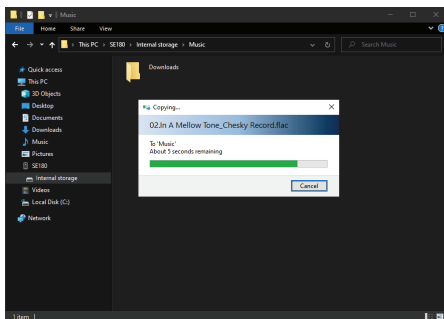 Music
File Home Share View
This PC > SE180 > Internal storage > Music
Search Music
Quick access
This PC
3D Objects
Desktop
Documents
Downloads
Music
Pictures
SE180
Internal storage
Videos
Local Disk (C:)
Network
Downloads
Copying...
02.In A Mellow Tone_Chesky Record.flac
To 'Music'
About 5 seconds remaining
Cancel
1 item